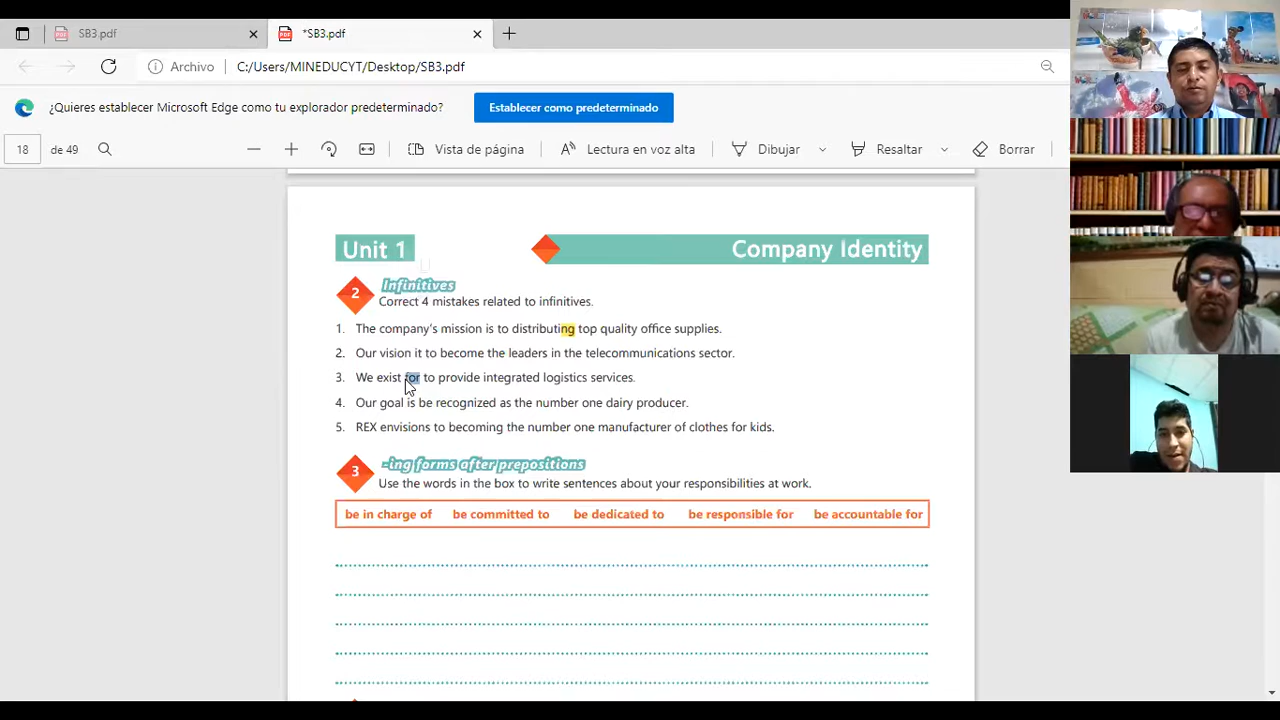 SB3.pdf
*SB3.pdf
Archivo
C:/Users/MINEDUCYT/Desktop/SB3.pdf
¿Quieres establecer Microsoft Edge como tu explorador predeterminado?
Establecer como predeterminado
18
de 49
Vista de página
Lectura en voz alta
Dibujar
Resaltar
Borrar
Unit 1
Company Identity
2
Infinitives
Correct 4 mistakes related to infinitives.
1. The company's mission is to distributing top quality office supplies.
2. Our vision it to become the leaders in the telecommunications sector.
3. We exist for to provide integrated logistics services.
4. Our goal is be recognized as the number one dairy producer.
5. REX envisions to becoming the number one manufacturer of clothes for kids.
3
-ing forms after prepositions
Use the words in the box to write sentences about your responsibilities at work.
be in charge of be committed to be dedicated to be responsible for be accountable for